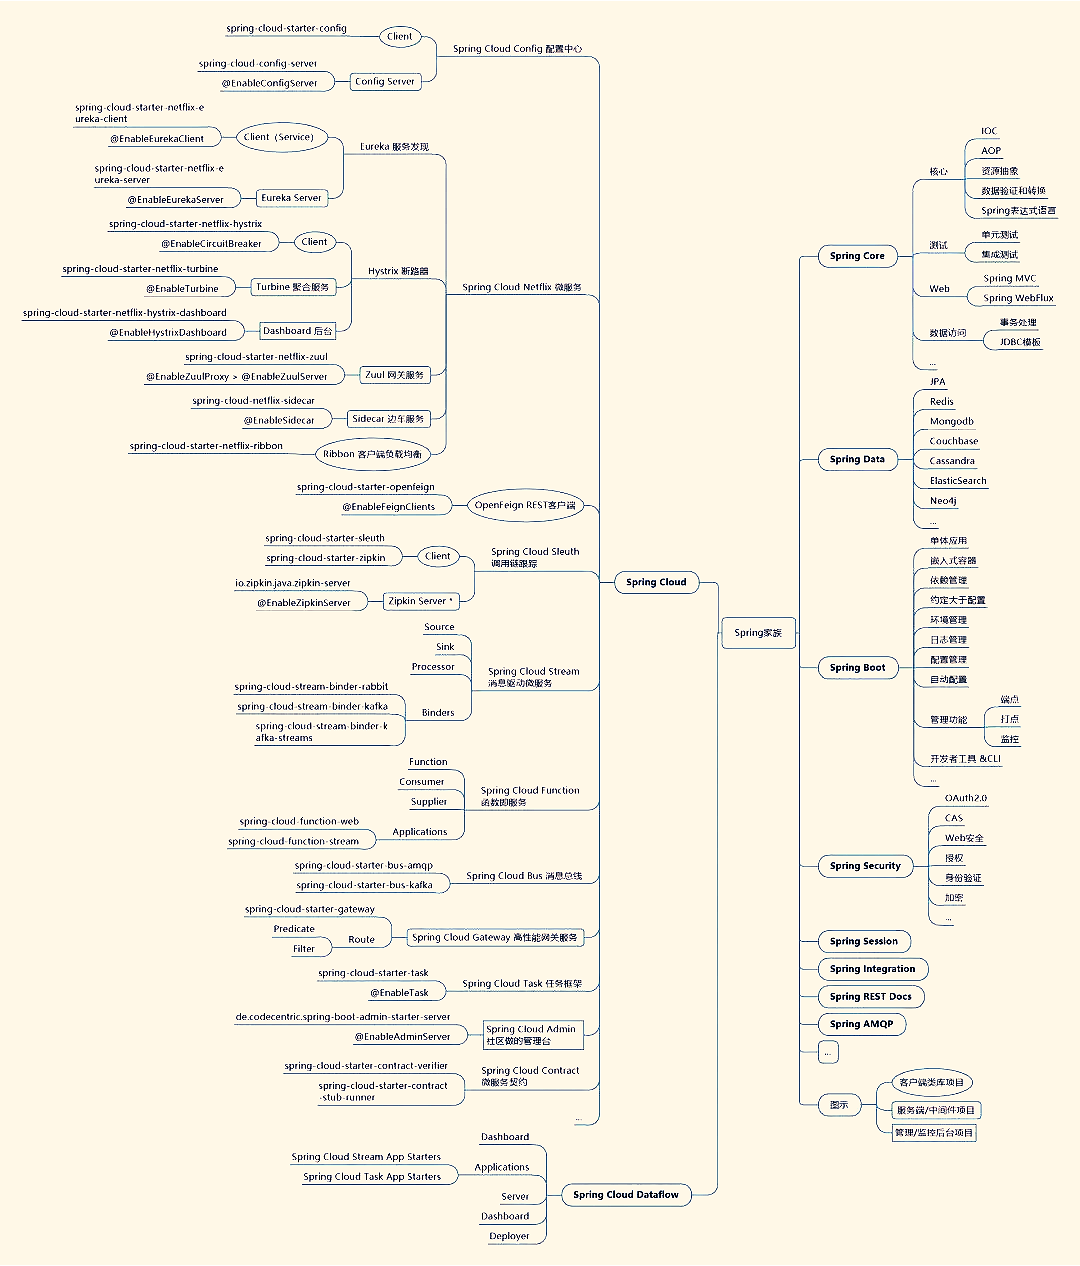 spring-cloud-starter-config
Client
Spring Cloud Config 配置中心
spring-cloud-config-server
@EnableConfigServer
Config Server
spring-cloud-starter-netflix-e
ureka-client
@EnableEurekaClient
Client（Service）
Eureka 服务发现
spring-cloud-starter-netflix-e
ureka-server
@EnableEurekaServer
Eureka Server
spring-cloud-starter-netflix-hystrix
@EnableCircuitBreaker
Client
Hystrix 断路器
spring-cloud-starter-netflix-turbine
@EnableTurbine
Turbine 聚合服务
spring-cloud-starter-netflix-hystrix-dashboard
@EnableHystrixDashboard
Dashboard 后台
Spring Cloud Netflix 微服务
spring-cloud-starter-netflix-zuul
@EnableZuulProxy > @EnableZuulServer
Zuul 网关服务
spring-cloud-netflix-sidecar
@EnableSidecar
Sidecar 边车服务
spring-cloud-starter-netflix-ribbon
Ribbon 客户端负载均衡
spring-cloud-starter-openfeign
@EnableFeignClients
OpenFeign REST客户端
spring-cloud-starter-sleuth
spring-cloud-starter-zipkin
Client
Spring Cloud Sleuth
调用链跟踪
io.zipkin.java.zipkin-server
@EnableZipkinServer
Zipkin Server *
Spring Cloud
Source
Sink
Processor
Spring Cloud Stream
消息驱动微服务
spring-cloud-stream-binder-rabbit
spring-cloud-stream-binder-kafka
spring-cloud-stream-binder-k
afka-streams
Binders
Function
Consumer
Supplier
Spring Cloud Function
函数即服务
spring-cloud-function-web
spring-cloud-function-stream
Applications
spring-cloud-starter-bus-amqp
spring-cloud-starter-bus-kafka
Spring Cloud Bus 消息总线
spring-cloud-starter-gateway
Predicate
Filter
Route
Spring Cloud Gateway 高性能网关服务
spring-cloud-starter-task
@EnableTask
Spring Cloud Task 任务框架
de.codecentric.spring-boot-admin-starter-server
@EnableAdminServer
Spring Cloud Admin
社区做的管理台
spring-cloud-starter-contract-verifier
spring-cloud-starter-contract
-stub-runner
Spring Cloud Contract
微服务契约
...
Dashboard
Spring Cloud Stream App Starters
Spring Cloud Task App Starters
Applications
Server
Dashboard
Deployer
Spring Cloud Dataflow
Spring家族
Spring Core
核心
IOC
AOP
资源抽象
数据验证和转换
Spring表达式语言
测试
单元测试
集成测试
Web
Spring MVC
Spring WebFlux
数据访问
事务处理
JDBC模板
...
Spring Data
JPA
Redis
Mongodb
Couchbase
Cassandra
ElasticSearch
Neo4j
...
Spring Boot
单体应用
嵌入式容器
依赖管理
约定大于配置
环境管理
日志管理
配置管理
自动配置
管理功能
端点
打点
监控
开发者工具 &CLI
...
Spring Security
OAuth2.0
CAS
Web安全
授权
身份验证
加密
...
Spring Session
Spring Integration
Spring REST Docs
Spring AMQP
...
图示
客户端类库项目
服务端/中间件项目
管理/监控后台项目